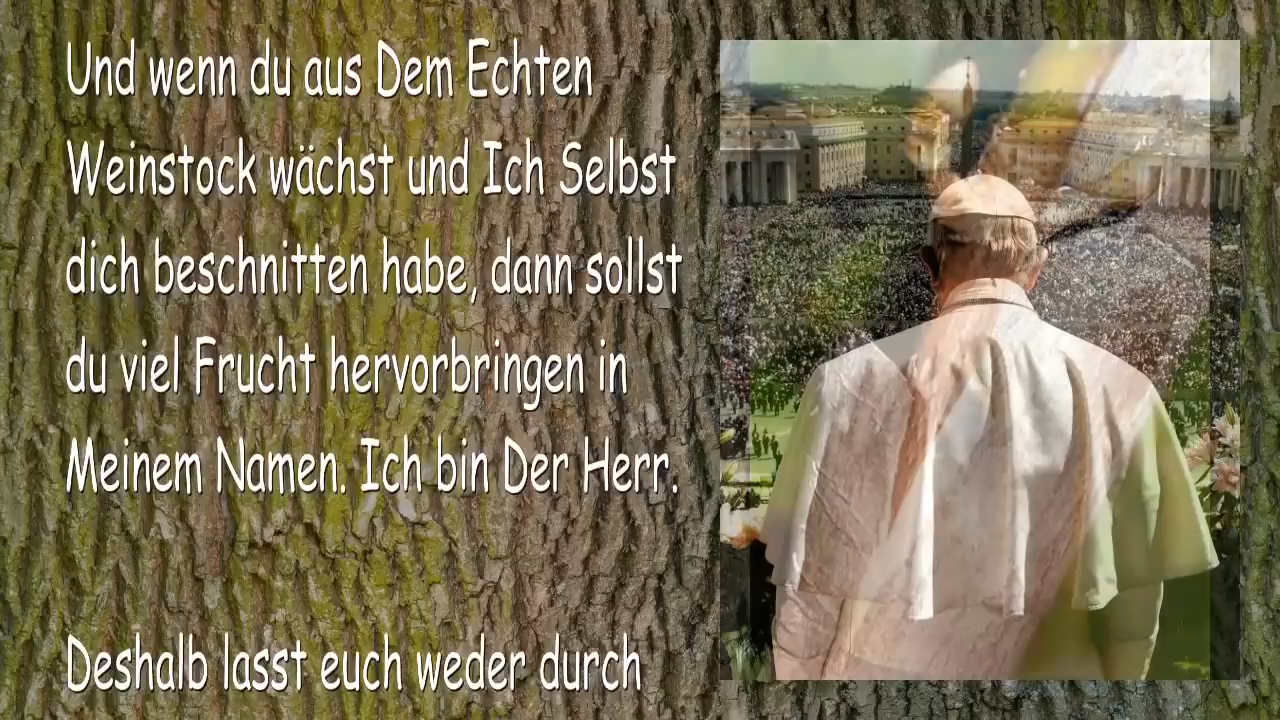 Und wenn du aus Dem Echten
Weinstock wächst und Ich Selbst
dich beschnitten habe, dann sollst
du viel Frucht hervorbringen in
Meinem Namen. Ich bin Der Herr.
Deshalb lasst euch weder durch